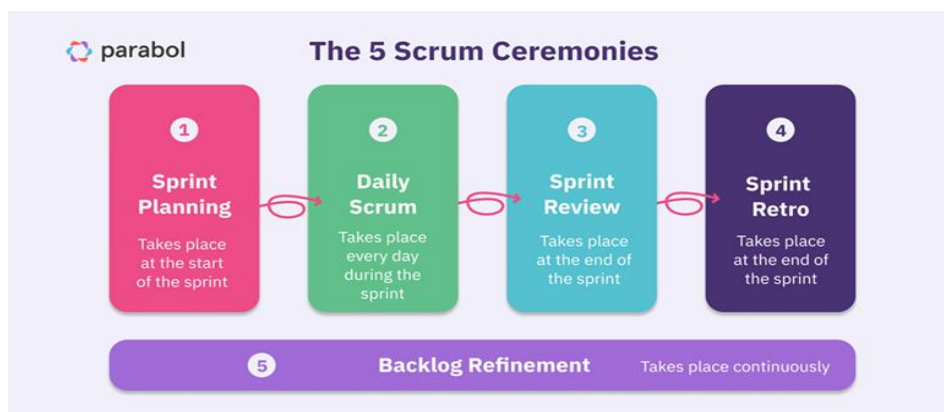 parabol
The 5 Scrum Ceremonies
1
Sprint
Planning
Takes place
at the start
of the sprint
2
Daily
Scrum
Takes place
every day
during the
sprint
3
Sprint
Review
Takes place
at the end of
the sprint
4
Sprint
Retro
Takes place
at the end of
the sprint
5
Backlog Refinement
Takes place continuously